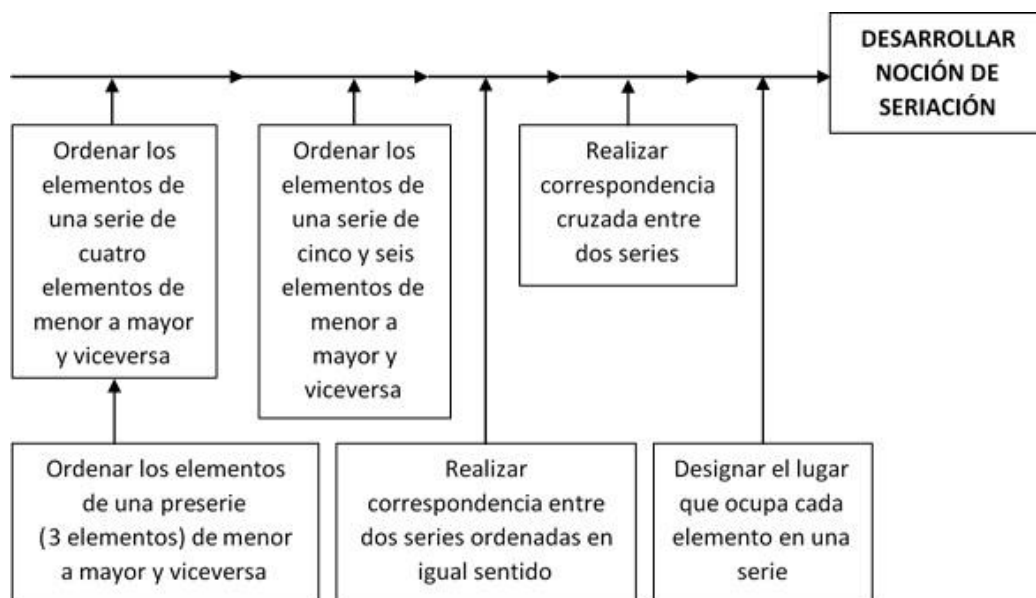 DESARROLLAR
NOCIÓN DE
SERIACIÓN
Ordenar los
elementos de
una serie de
cuatro
elementos de
menor a mayor
y viceversa
Ordenar los
elementos de
una serie de
cinco y seis
elementos de
menor a
mayor y
viceversa
Realizar
correspondencia
cruzada entre
dos series
Ordenar los elementos
de una preserie
(3 elementos) de menor
a mayor y viceversa
Realizar
correspondencia entre
dos series ordenadas en
igual sentido
Designar el lugar
que ocupa cada
elemento en una
serie